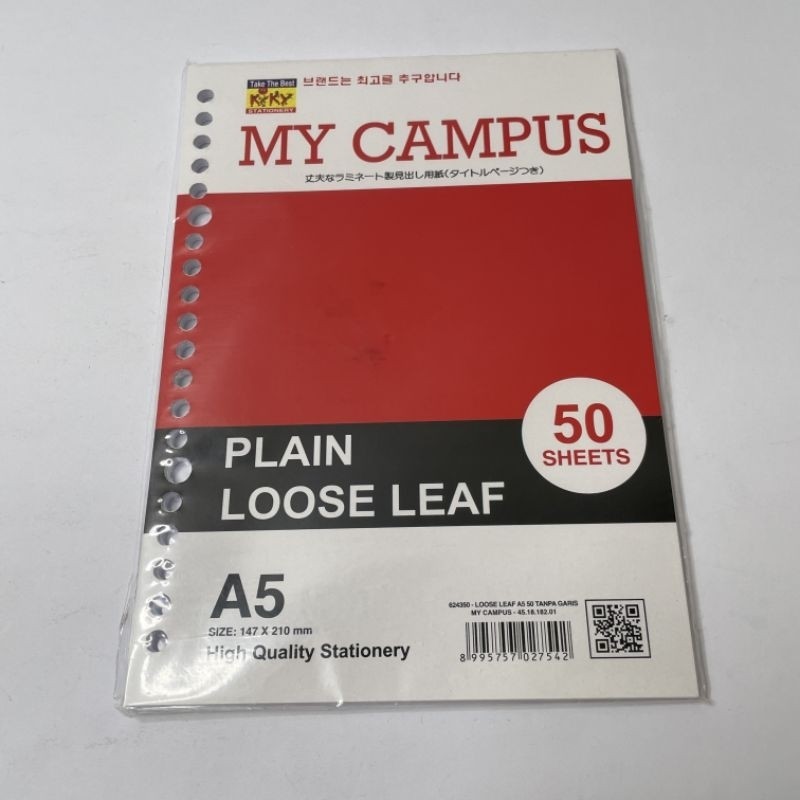 Take The Best
KIKY
STATIONERY
브랜드는 최고를 추구합니다
MY CAMPUS
丈夫なラミネート製見出し用紙(タイトルページつき)
50
SHEETS
PLAIN
LOOSE LEAF
A5
SIZE: 147 X 210 mm
High Quality Stationery
624350 - LOOSE LEAF A5 50 TANPA GARIS
MY CAMPUS - 45.18.182.01
8 995757 027542